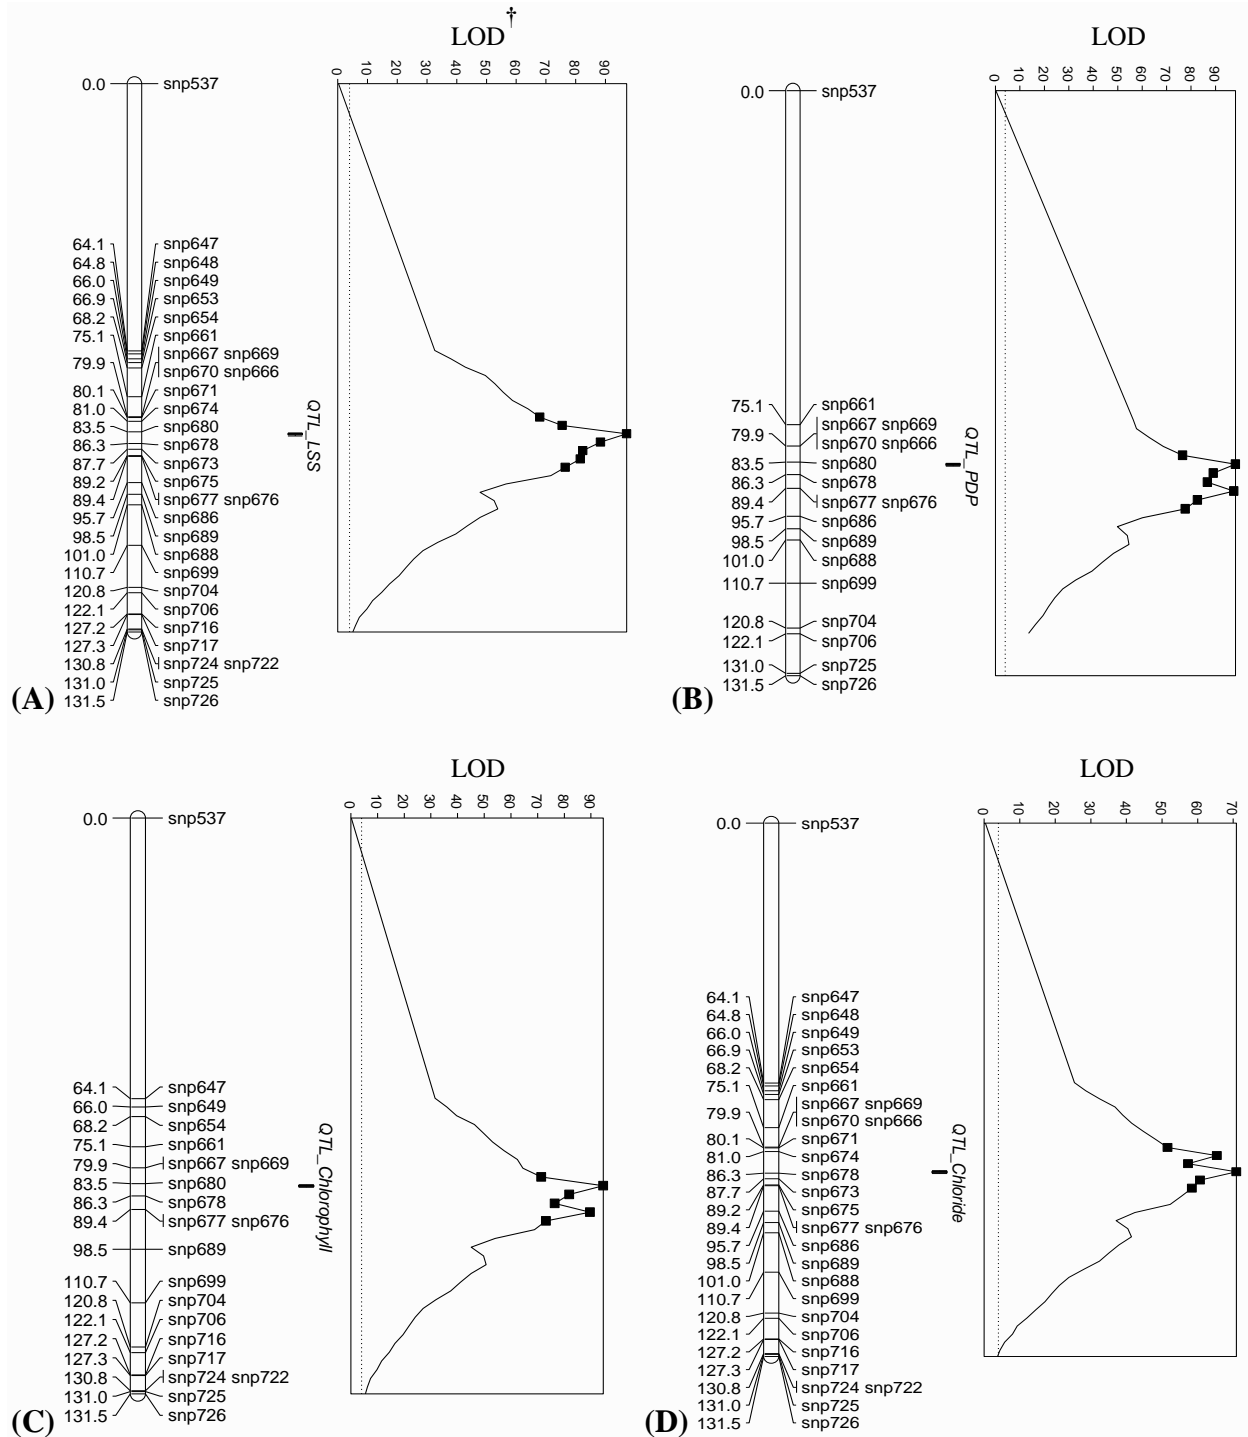 LOD†
0 10 20 30 40 50 60 70 80 90
0.0 snp537
64.1 snp647
64.8 snp648
66.0 snp649
66.9 snp653
68.2 snp654
75.1 snp661
snp667 snp669
79.9
snp670 snp666
80.1 snp671
81.0 snp674
83.5 snp680
86.3 snp678
87.7 snp673
89.2 snp675
89.4 snp677 snp676
95.7 snp686
98.5 snp689
101.0 snp688
110.7 snp699
120.8 snp704
122.1 snp706
127.2 snp716
127.3 snp717
130.8 snp724 snp722
131.0 snp725
131.5 snp726
QTL_LSS
(A)
LOD
0 10 20 30 40 50 60 70 80 90
0.0 snp537
75.1 snp661
snp667 snp669
79.9
snp670 snp666
83.5 snp680
86.3 snp678
89.4 snp677 snp676
95.7 snp686
98.5 snp689
101.0 snp688
110.7 snp699
120.8 snp704
122.1 snp706
131.0 snp725
131.5 snp726
QTL_PDP
(B)
LOD
0 10 20 30 40 50 60 70 80 90
0.0 snp537
64.1 snp647
66.0 snp649
68.2 snp654
75.1 snp661
79.9 snp667 snp669
83.5 snp680
86.3 snp678
89.4 snp677 snp676
98.5 snp689
110.7 snp699
120.8 snp704
122.1 snp706
127.2 snp716
127.3 snp717
130.8 snp724 snp722
131.0 snp725
131.5 snp726
QTL_Chlorophyll
(C)
LOD
0 10 20 30 40 50 60 70
0.0 snp537
64.1 snp647
64.8 snp648
66.0 snp649
66.9 snp653
68.2 snp654
75.1 snp661
snp667 snp669
79.9
snp670 snp666
80.1 snp671
81.0 snp674
86.3 snp678
87.7 snp673
89.2 snp675
89.4 snp677 snp676
95.7 snp686
98.5 snp689
101.0 snp688
110.7 snp699
120.8 snp704
122.1 snp706
127.2 snp716
127.3 snp717
130.8 snp724 snp722
131.0 snp725
131.5 snp726
QTL_Chloride
(D)